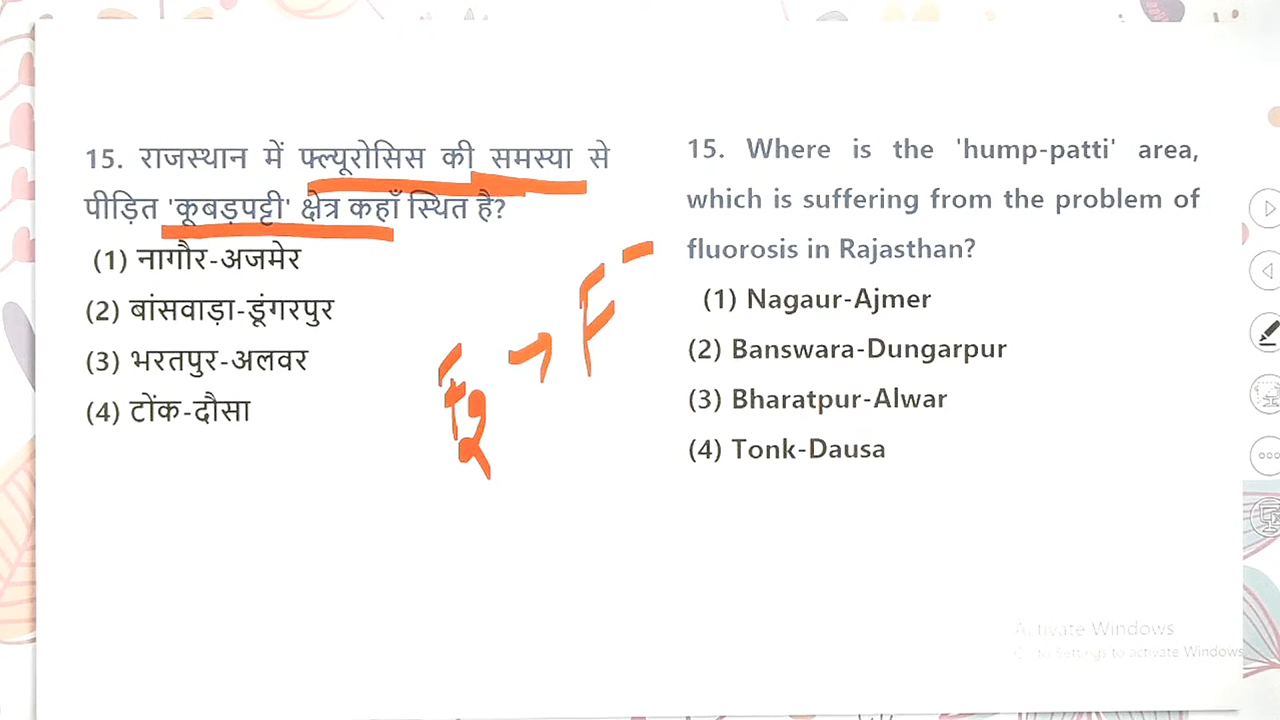 15. राजस्थान में फ्ल्यूरोसिस की समस्या से
पीड़ित 'कूबड़पट्टी' क्षेत्र कहाँ स्थित है?
(1) नागौर-अजमेर
(2) बांसवाड़ा-डूंगरपुर
(3) भरतपुर-अलवर
(4) टोंक-दौसा
F2 → F-
15. Where is the 'hump-patti' area,
which is suffering from the problem of
fluorosis in Rajasthan?
(1) Nagaur-Ajmer
(2) Banswara-Dungarpur
(3) Bharatpur-Alwar
(4) Tonk-Dausa
Activate Windows
Go to Settings to activate Windows